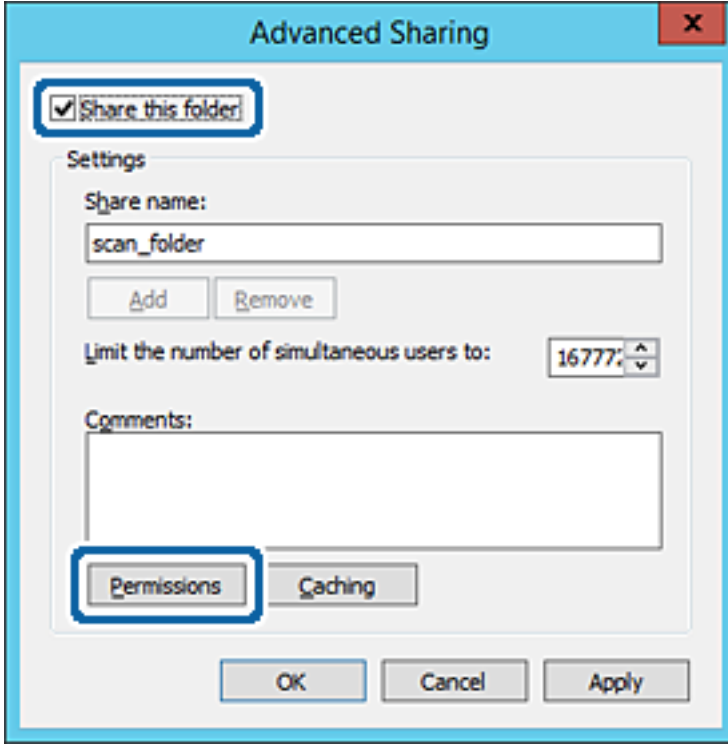 Advanced Sharing
x
Share this folder
Settings
Share name:
scan_folder
Add Remove
Limit the number of simultaneous users to:
Comments:
Permissions Caching
OK Cancel Apply